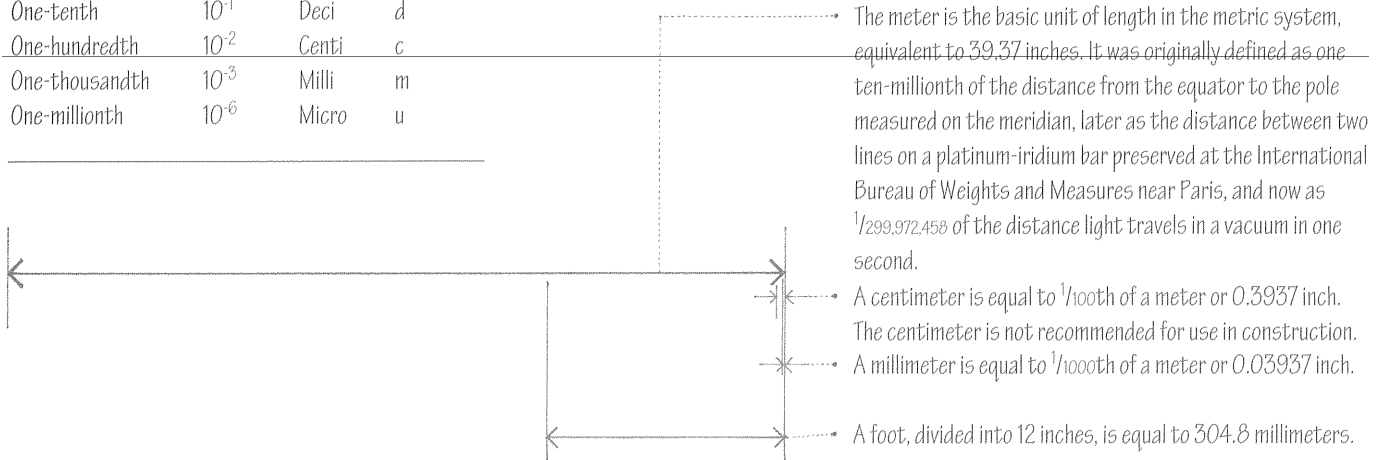 One-tenth 10⁻¹ Deci d
One-hundredth 10⁻² Centi c
One-thousandth 10⁻³ Milli m
One-millionth 10⁻⁶ Micro u
The meter is the basic unit of length in the metric system,
equivalent to 39.37 inches. It was originally defined as one
ten-millionth of the distance from the equator to the pole
measured on the meridian, later as the distance between two
lines on a platinum-iridium bar preserved at the International
Bureau of Weights and Measures near Paris, and now as
1/299,972,458 of the distance light travels in a vacuum in one
second.
A centimeter is equal to 1/100th of a meter or 0.3937 inch.
The centimeter is not recommended for use in construction.
A millimeter is equal to 1/1000th of a meter or 0.03937 inch.
A foot, divided into 12 inches, is equal to 304.8 millimeters.